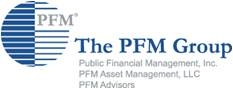 PFM®
The PFM Group
Public Financial Management, Inc.
PFM Asset Management, LLC
PFM Advisors